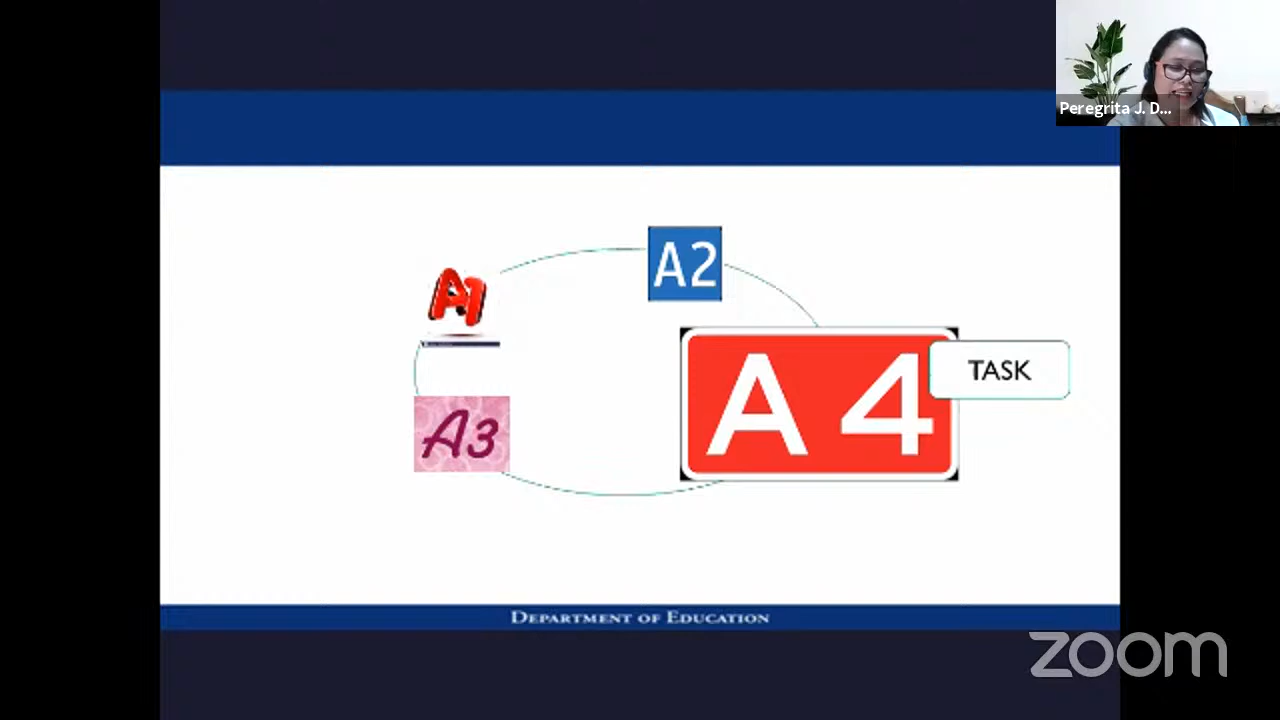 Peregrita J. D...
A1
A2
A3
A 4
TASK
DEPARTMENT OF EDUCATION
zoom